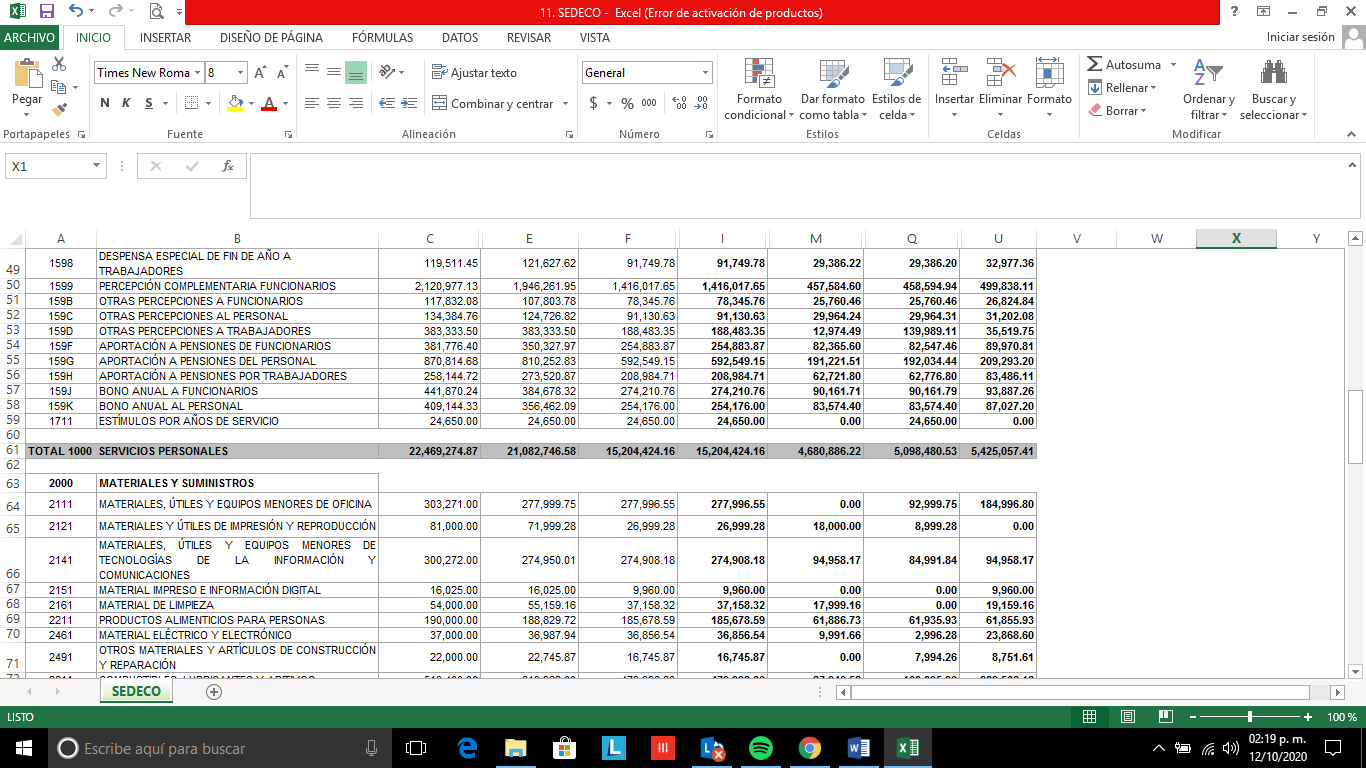 11. SEDECO - Excel (Error de activación de productos)
ARCHIVO INICIO INSERTAR DISEÑO DE PÁGINA FÓRMULAS DATOS REVISAR VISTA Iniciar sesión
Pegar
Portapapeles
Times New Roma 8
N K S
Fuente
Ajustar texto
Combinar y centrar
Alineación
General
$ % 000
Número
Formato condicional
Dar formato como tabla
Estilos de celda
Estilos
Insertar Eliminar Formato
Celdas
Autosuma
Rellenar
Borrar
Ordenar y filtrar
Buscar y seleccionar
Modificar
X1 fx
A B C E F I M Q U V W X Y
49 1598 DESPENSA ESPECIAL DE FIN DE AÑO A TRABAJADORES 119,511.45 121,627.62 91,749.78 91,749.78 29,386.22 29,386.20 32,977.36
50 1599 PERCEPCIÓN COMPLEMENTARIA FUNCIONARIOS 2,120,977.13 1,946,261.95 1,416,017.65 1,416,017.65 457,584.60 458,594.94 499,838.11
51 159B OTRAS PERCEPCIONES A FUNCIONARIOS 117,832.08 107,803.78 78,345.76 78,345.76 25,760.46 25,760.46 26,824.84
52 159C OTRAS PERCEPCIONES AL PERSONAL 134,384.76 124,726.82 91,130.63 91,130.63 29,964.24 29,964.31 31,202.08
53 159D OTRAS PERCEPCIONES A TRABAJADORES 383,333.50 383,333.50 188,483.35 188,483.35 12,974.49 139,989.11 35,519.75
54 159F APORTACIÓN A PENSIONES DE FUNCIONARIOS 381,776.40 350,327.97 254,883.87 254,883.87 82,365.60 82,547.46 89,970.81
55 159G APORTACIÓN A PENSIONES DEL PERSONAL 870,814.68 810,252.83 592,549.15 592,549.15 191,221.51 192,034.44 209,293.20
56 159H APORTACIÓN A PENSIONES POR TRABAJADORES 258,144.72 273,520.87 208,984.71 208,984.71 62,721.80 62,776.80 83,486.11
57 159J BONO ANUAL A FUNCIONARIOS 441,870.24 384,678.32 274,210.76 274,210.76 90,161.71 90,161.79 93,887.26
58 159K BONO ANUAL AL PERSONAL 409,144.33 356,462.09 254,176.00 254,176.00 83,574.40 83,574.40 87,027.20
59 1711 ESTÍMULOS POR AÑOS DE SERVICIO 24,650.00 24,650.00 24,650.00 24,650.00 0.00 24,650.00 0.00
60
61 TOTAL 1000 SERVICIOS PERSONALES 22,469,274.87 21,082,746.58 15,204,424.16 15,204,424.16 4,680,886.22 5,098,480.53 5,425,057.41
62
63 2000 MATERIALES Y SUMINISTROS
64 2111 MATERIALES, ÚTILES Y EQUIPOS MENORES DE OFICINA 303,271.00 277,999.75 277,996.55 277,996.55 0.00 92,999.75 184,996.80
65 2121 MATERIALES Y ÚTILES DE IMPRESIÓN Y REPRODUCCIÓN 81,000.00 71,999.28 26,999.28 26,999.28 18,000.00 8,999.28 0.00
66 2141 MATERIALES, ÚTILES Y EQUIPOS MENORES DE TECNOLOGÍAS DE LA INFORMACIÓN Y COMUNICACIONES 300,272.00 274,950.01 274,908.18 274,908.18 94,958.17 84,991.84 94,958.17
67 2151 MATERIAL IMPRESO E INFORMACIÓN DIGITAL 16,025.00 16,025.00 9,960.00 9,960.00 0.00 0.00 9,960.00
68 2161 MATERIAL DE LIMPIEZA 54,000.00 55,159.16 37,158.32 37,158.32 17,999.16 0.00 19,159.16
69 2211 PRODUCTOS ALIMENTICIOS PARA PERSONAS 190,000.00 188,829.72 185,678.59 185,678.59 61,886.73 61,935.93 61,855.93
70 2461 MATERIAL ELÉCTRICO Y ELECTRÓNICO 37,000.00 36,987.94 36,856.54 36,856.54 9,991.66 2,996.28 23,868.60
71 2491 OTROS MATERIALES Y ARTÍCULOS DE CONSTRUCCIÓN Y REPARACIÓN 22,000.00 22,745.87 16,745.87 16,745.87 0.00 7,994.26 8,751.61
SEDECO
LISTO 100 %
Escribe aquí para buscar
02:19 p. m.
12/10/2020